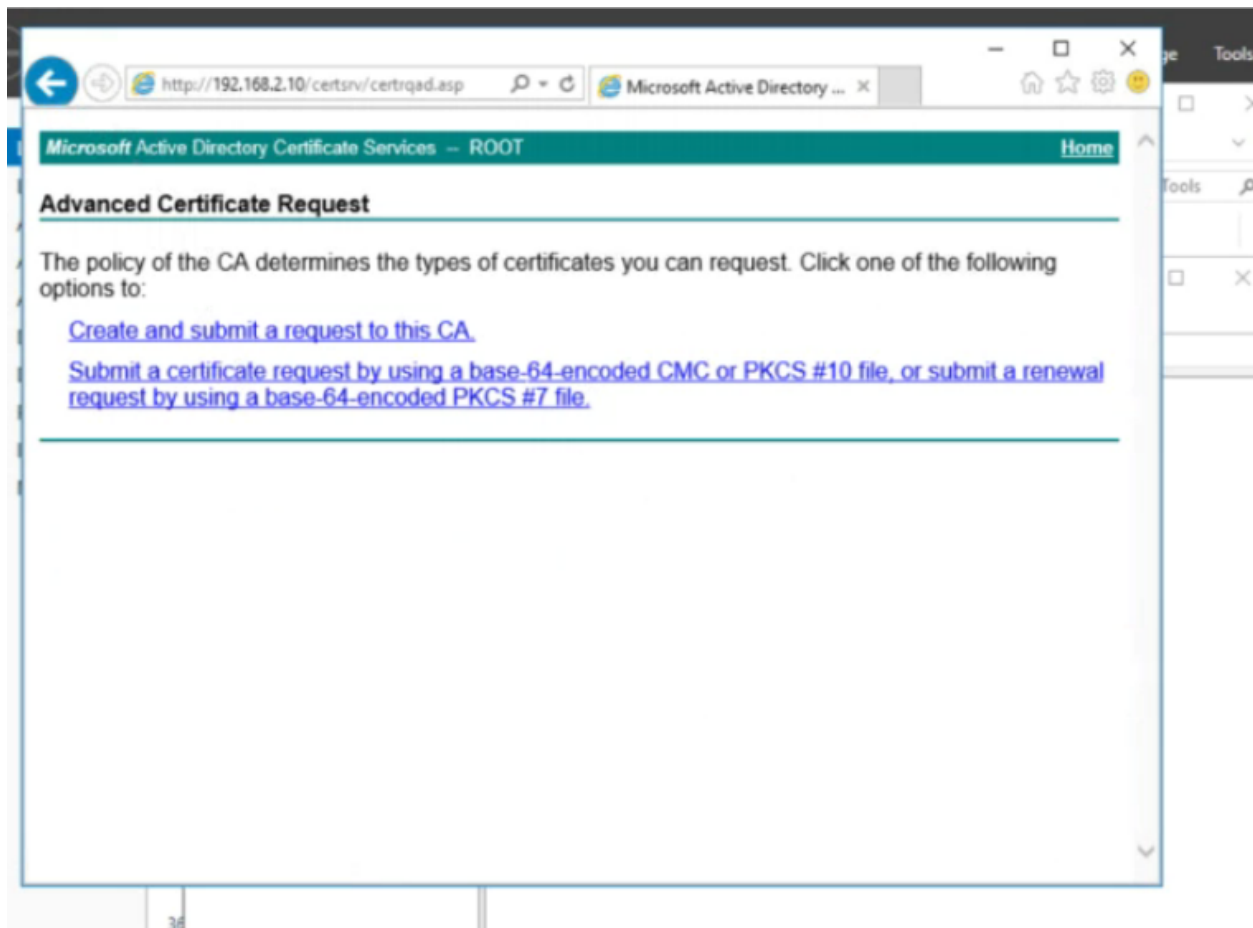 ge Tools
http://192.168.2.10/certsrv/certrqad.asp
Microsoft Active Directory ...
Microsoft Active Directory Certificate Services -- ROOT
Home
Tools
Advanced Certificate Request
The policy of the CA determines the types of certificates you can request. Click one of the following
options to:
Create and submit a request to this CA.
Submit a certificate request by using a base-64-encoded CMC or PKCS #10 file, or submit a renewal
request by using a base-64-encoded PKCS #7 file.
36